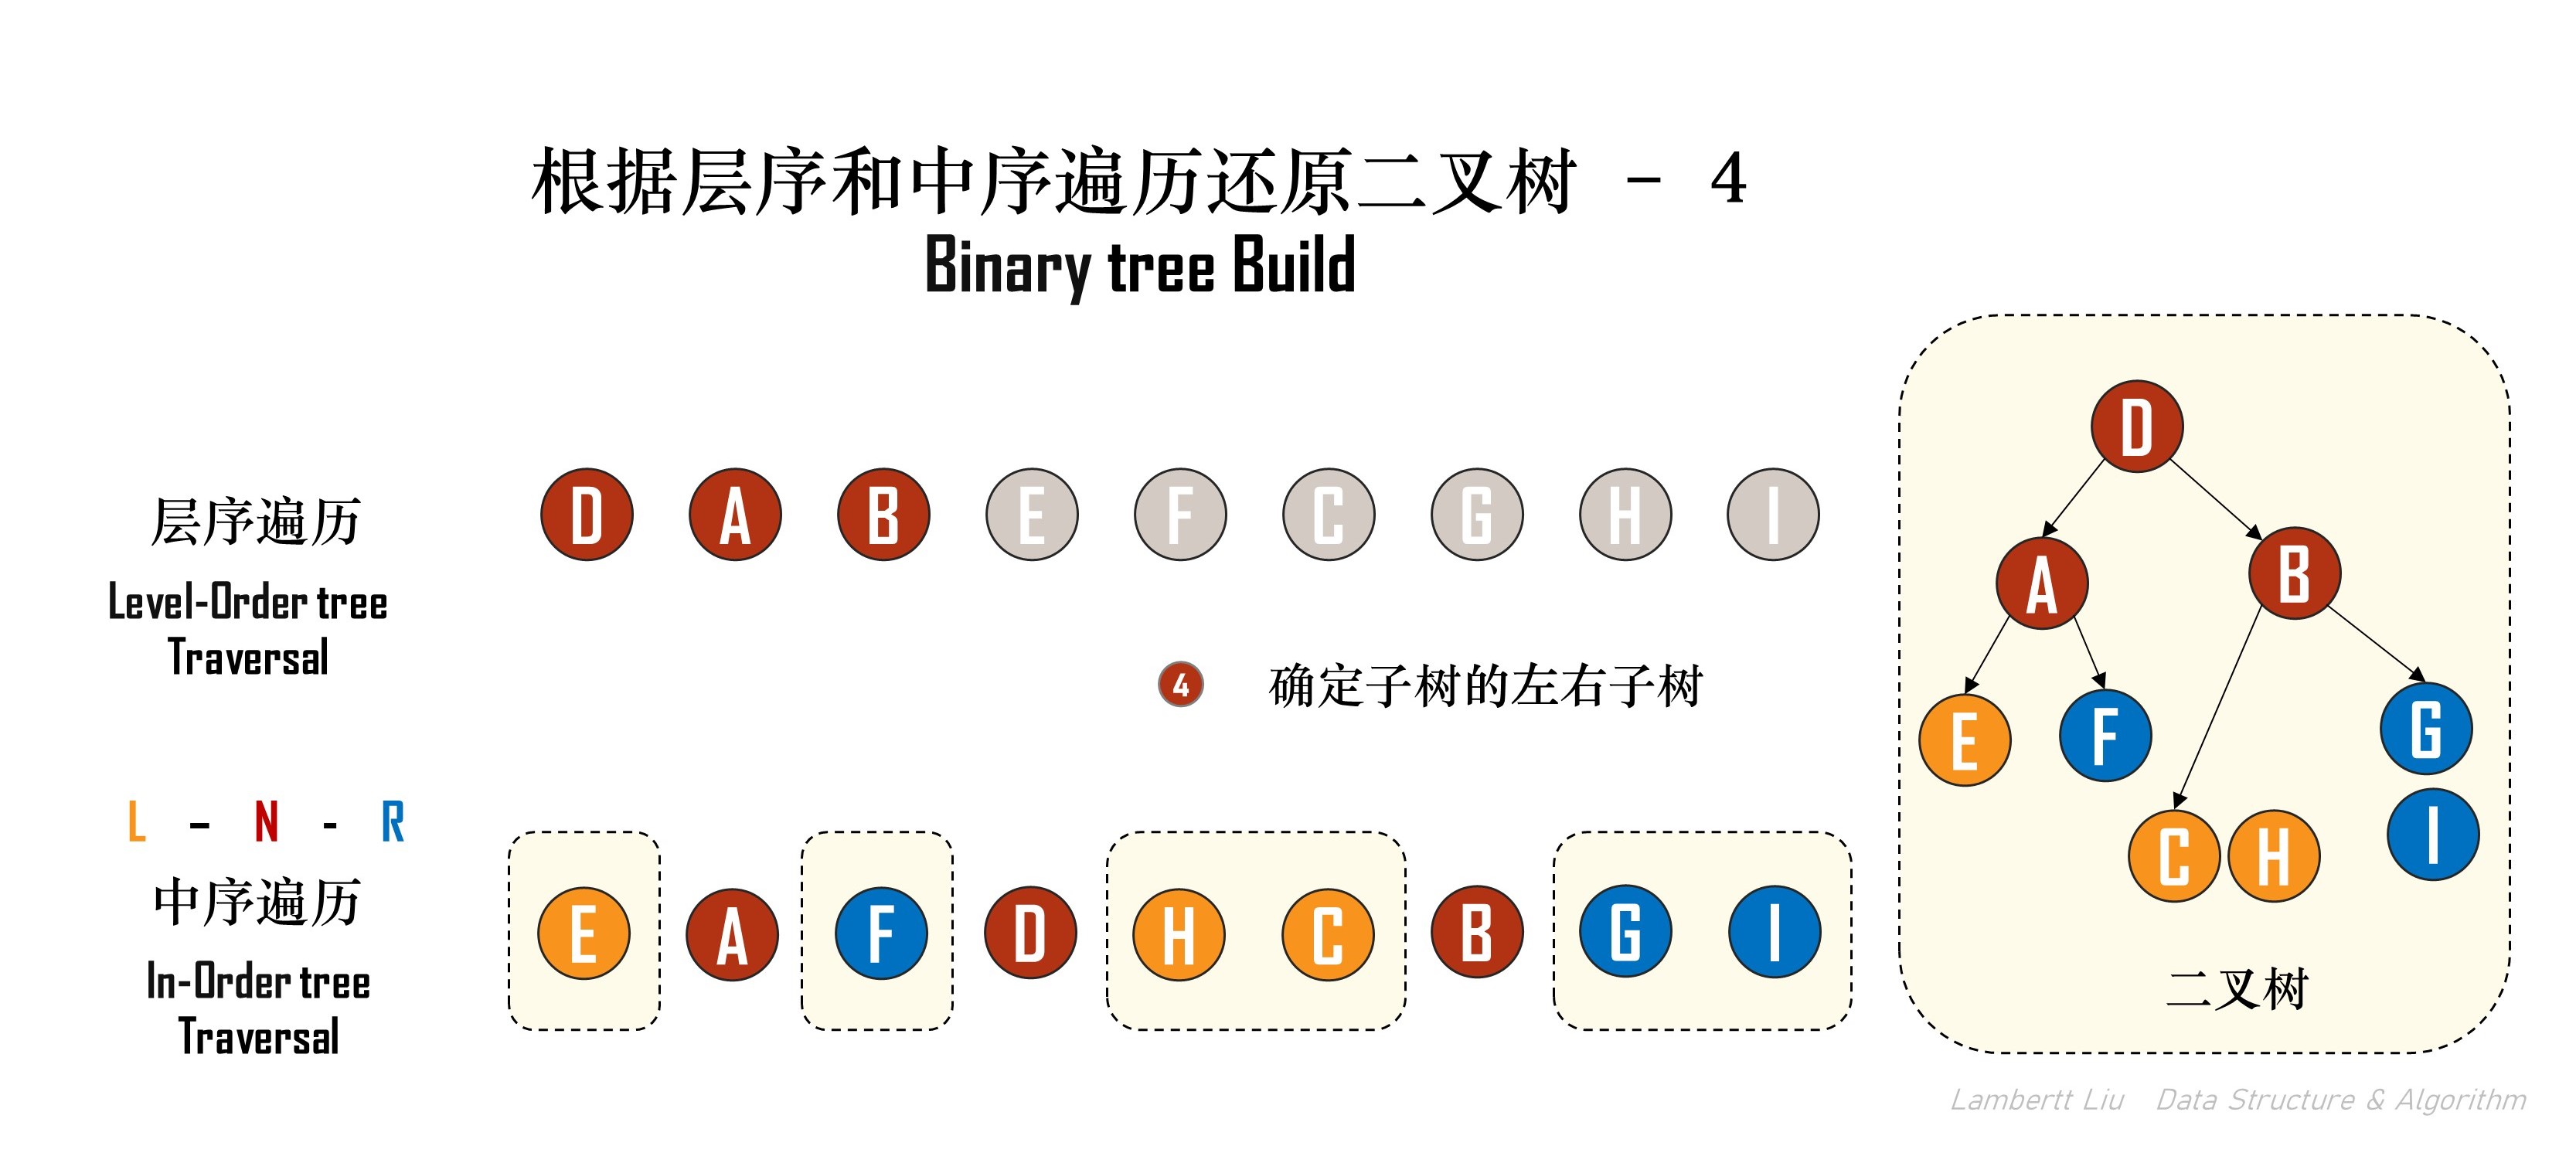 根据层序和中序遍历还原二叉树 - 4
Binary tree Build
层序遍历
Level-Order tree
Traversal
D A B E F C G H I
4 确定子树的左右子树
L - N - R
中序遍历
In-Order tree
Traversal
E A F D H C B G I
D
A B
E F G
C H I
二叉树
Lambertt Liu Data Structure & Algorithm